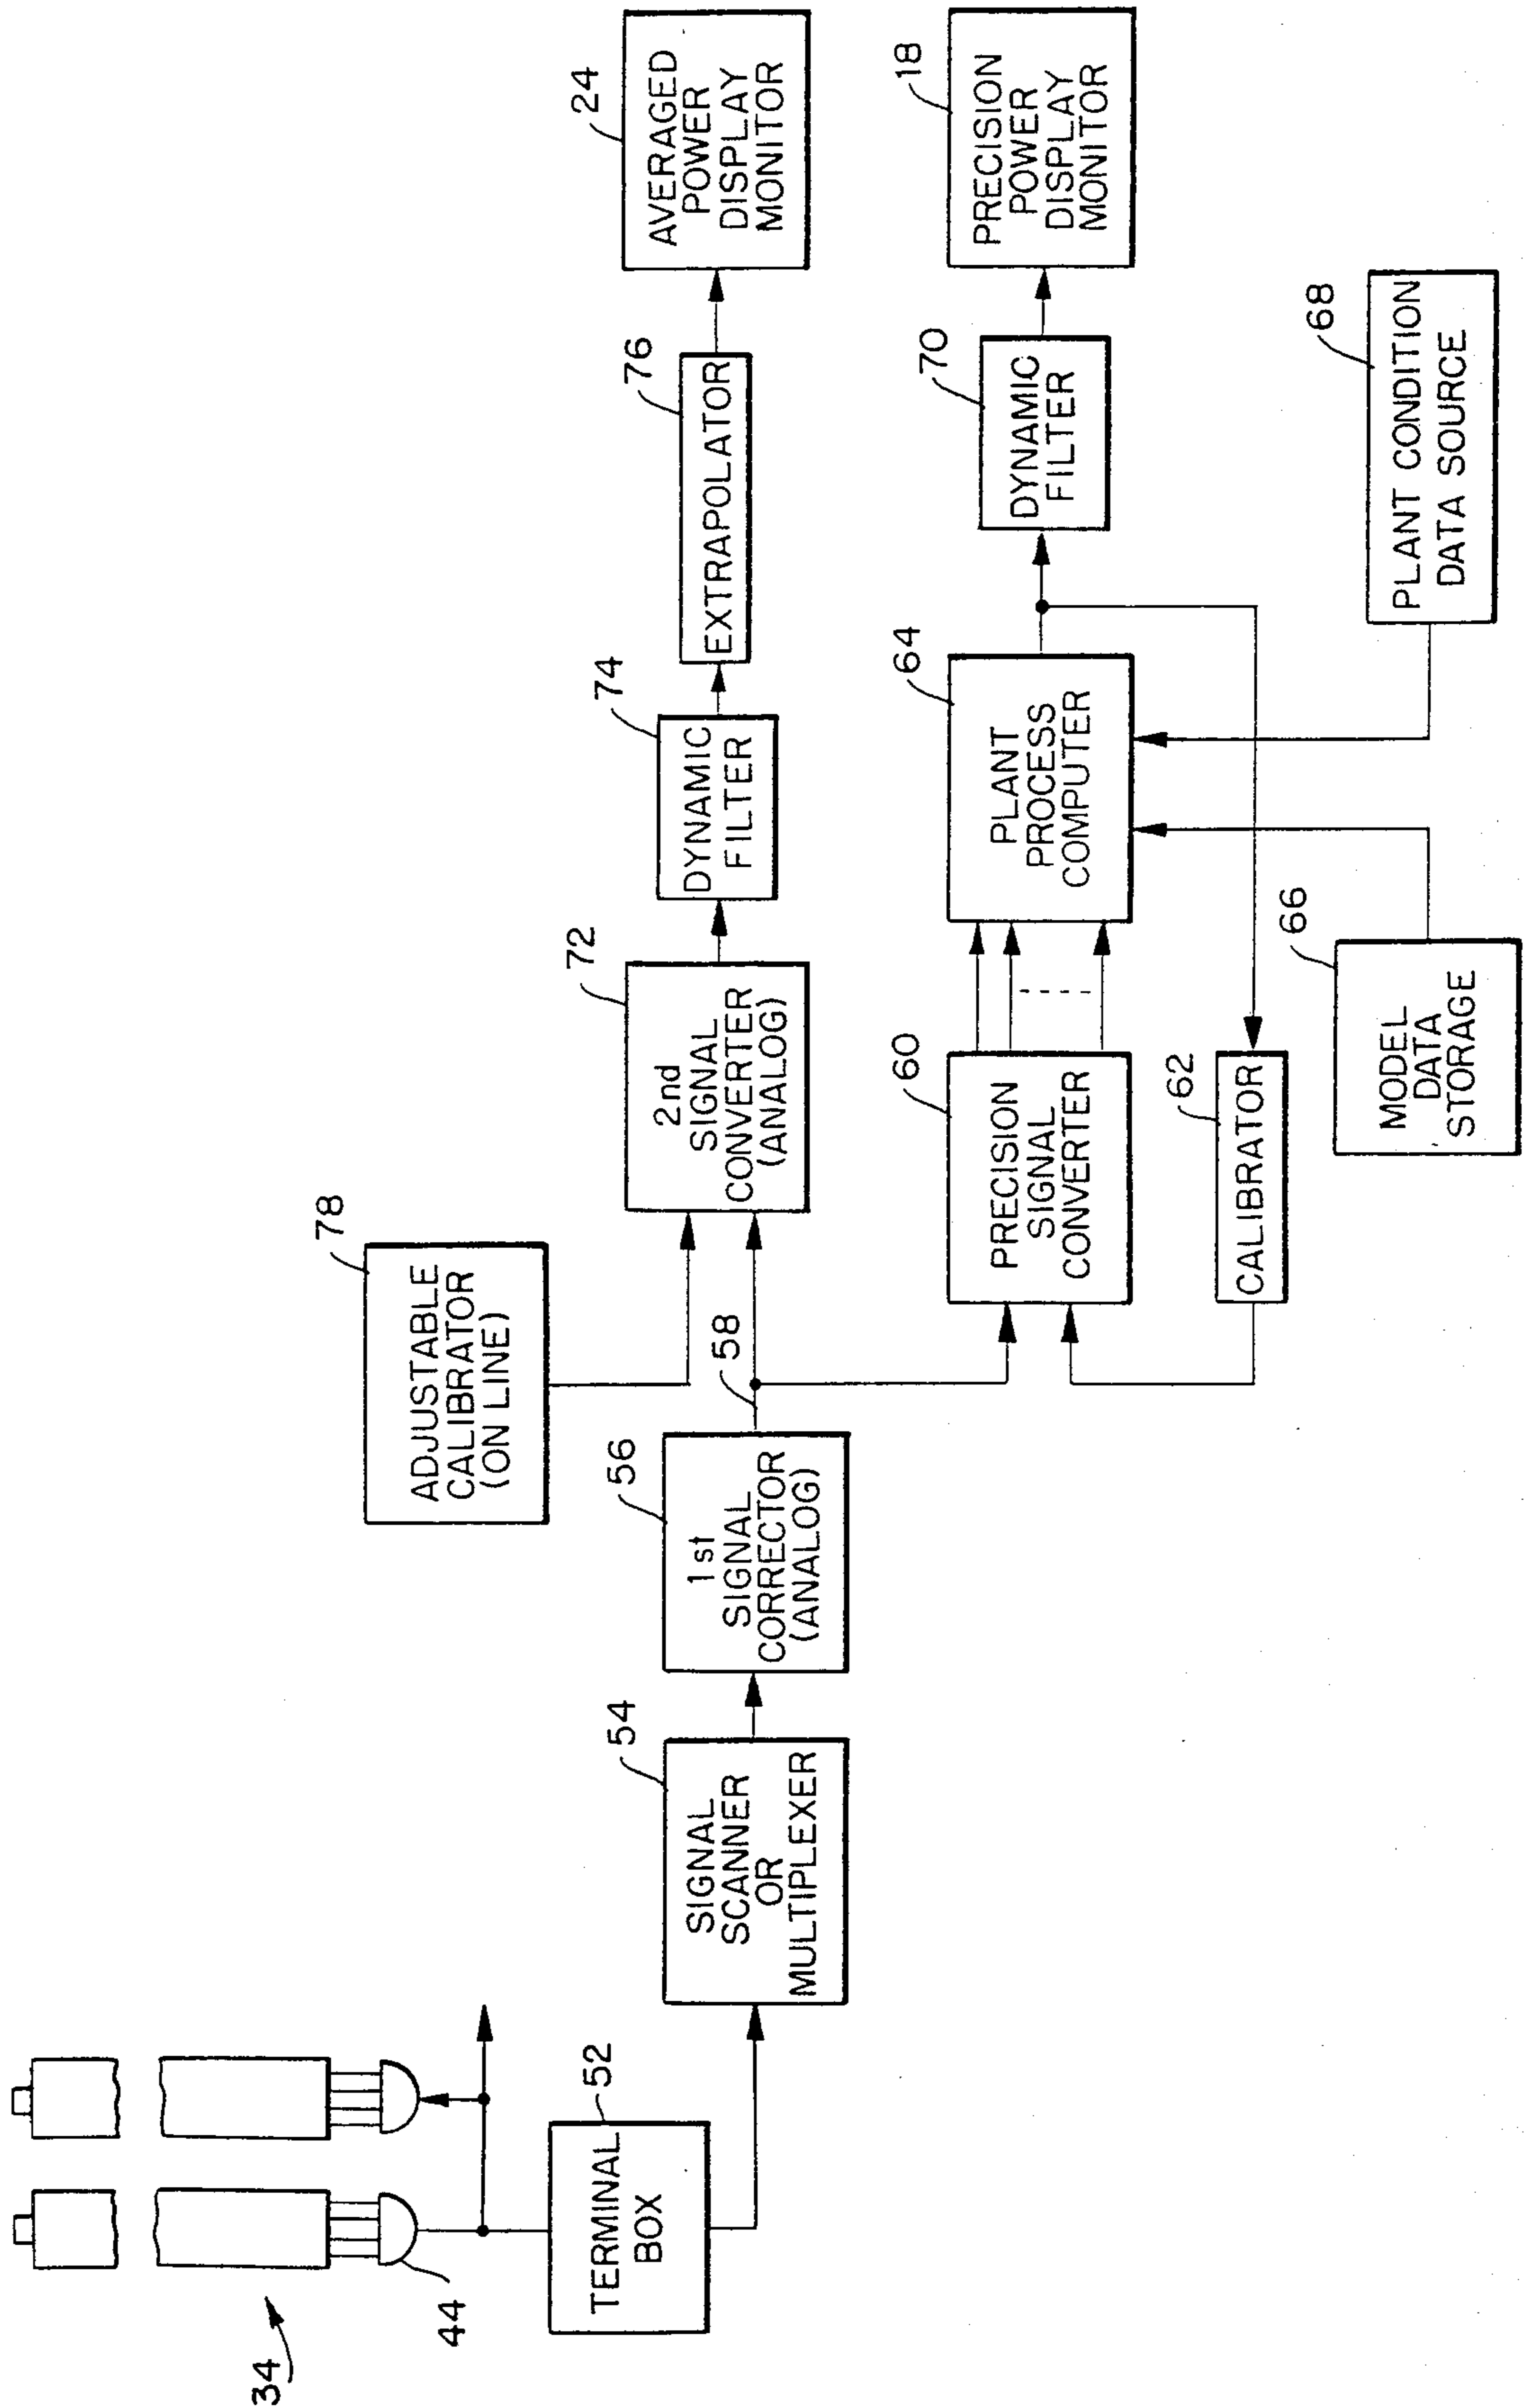 34
44
TERMINAL
BOX
52
SIGNAL
SCANNER
OR
MULTIPLEXER
54
1st
SIGNAL
CORRECTOR
(ANALOG)
56
58
ADJUSTABLE
CALIBRATOR
(ON LINE)
78
2nd
SIGNAL
CONVERTER
(ANALOG)
72
DYNAMIC
FILTER
74
EXTRAPOLATOR
76
AVERAGED
POWER
DISPLAY
MONITOR
24
PRECISION
SIGNAL
CONVERTER
60
CALIBRATOR
62
PLANT
PROCESS
COMPUTER
64
MODEL
DATA
STORAGE
66
PLANT CONDITION
DATA SOURCE
68
DYNAMIC
FILTER
70
PRECISION
POWER
DISPLAY
MONITOR
18